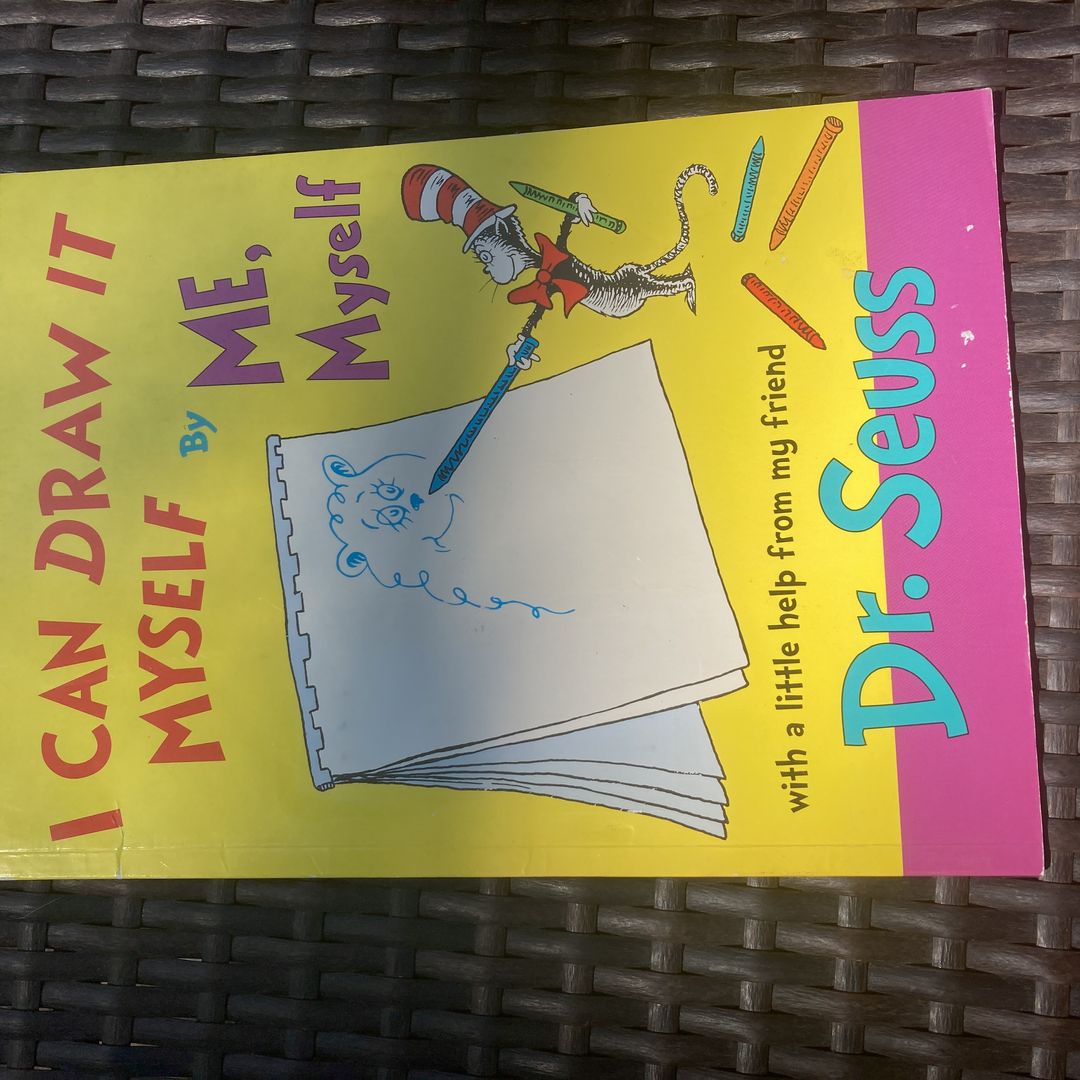 I CAN DRAW IT
MYSELF
By ME,
Myself
with a little help from my friend
Dr. Seuss